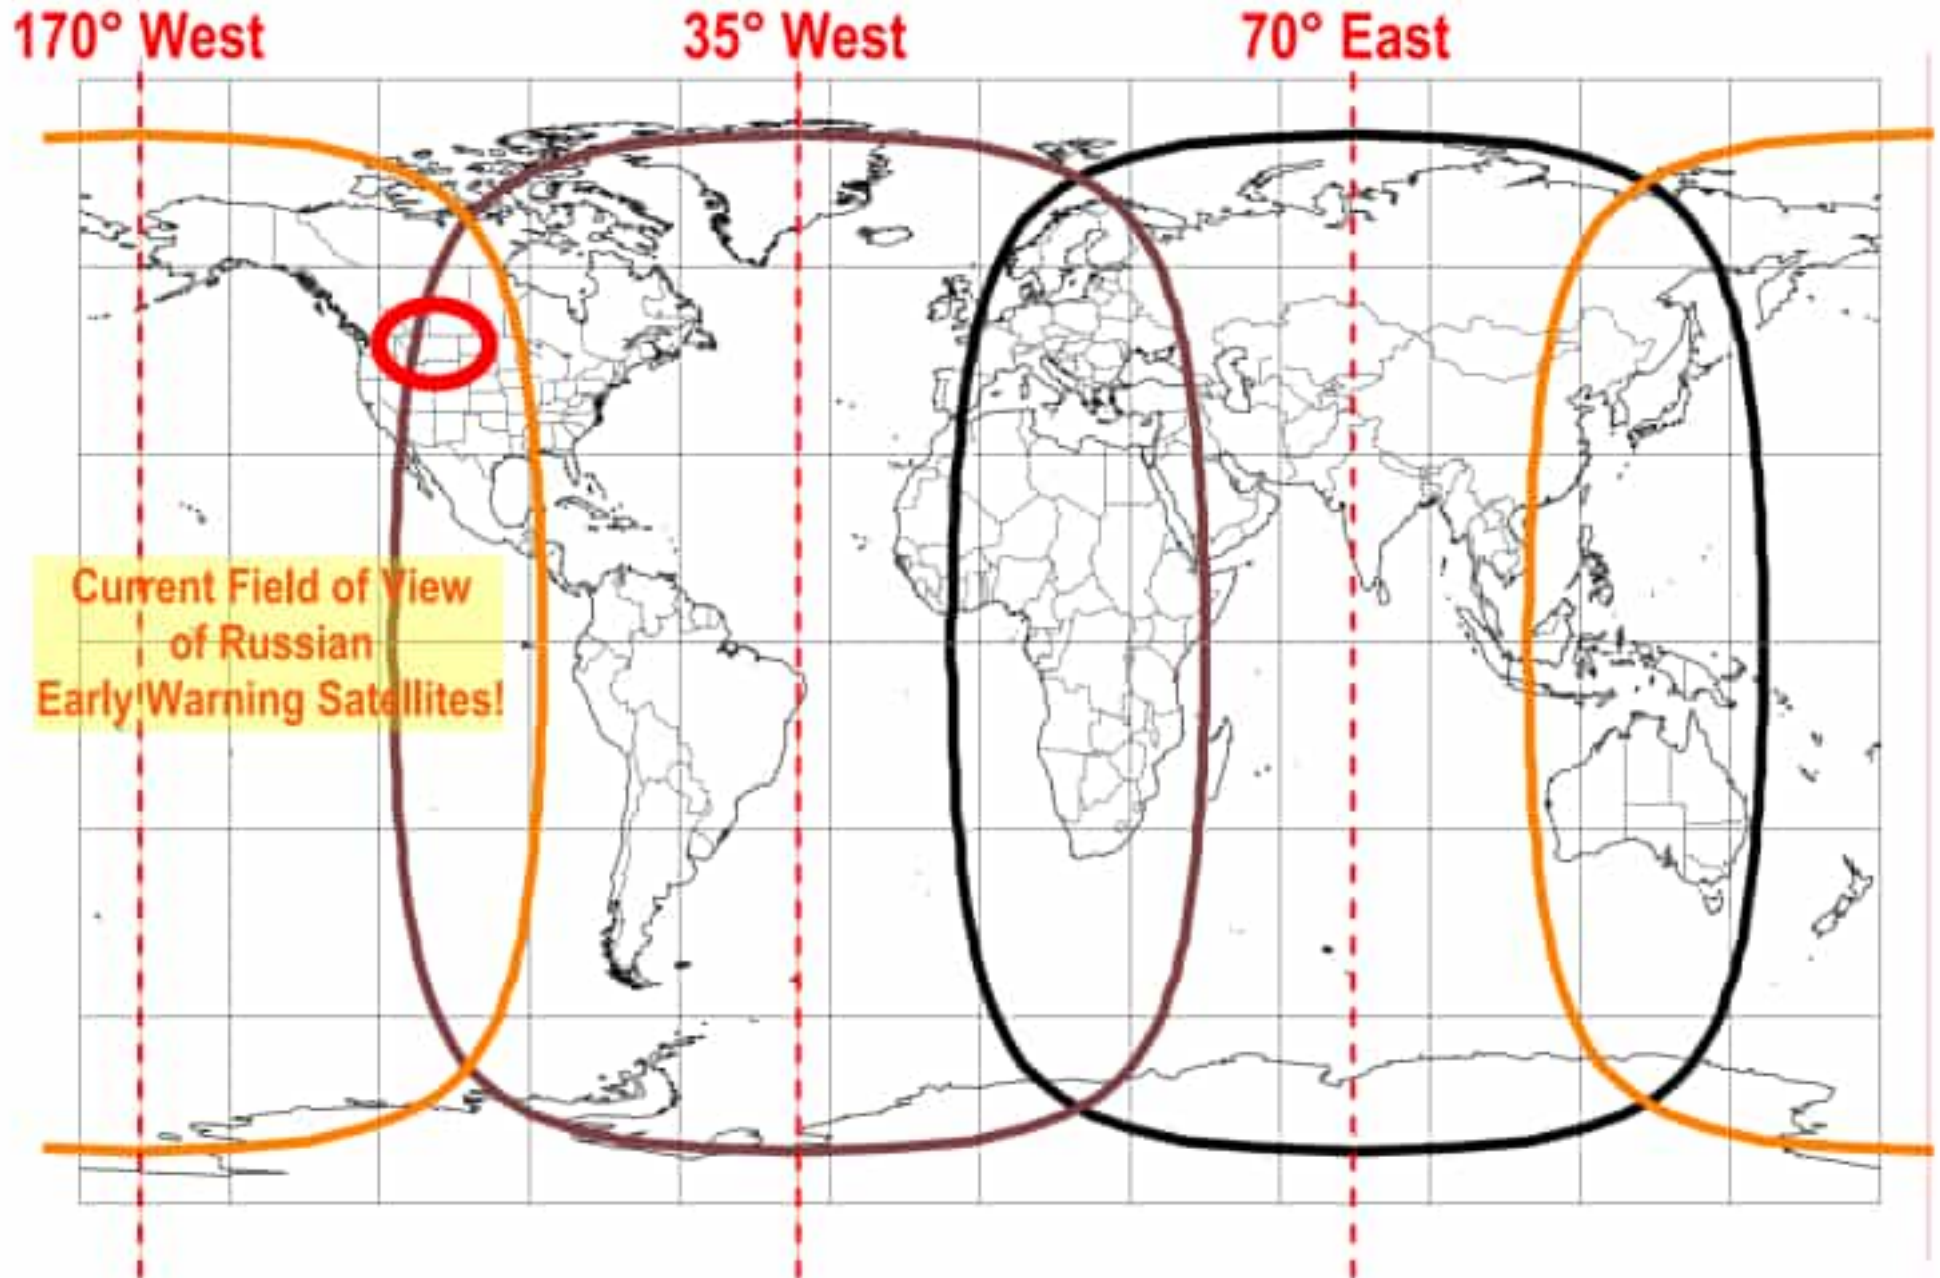 170° West
35° West
70° East
Current Field of View
of Russian
Early Warning Satellites!